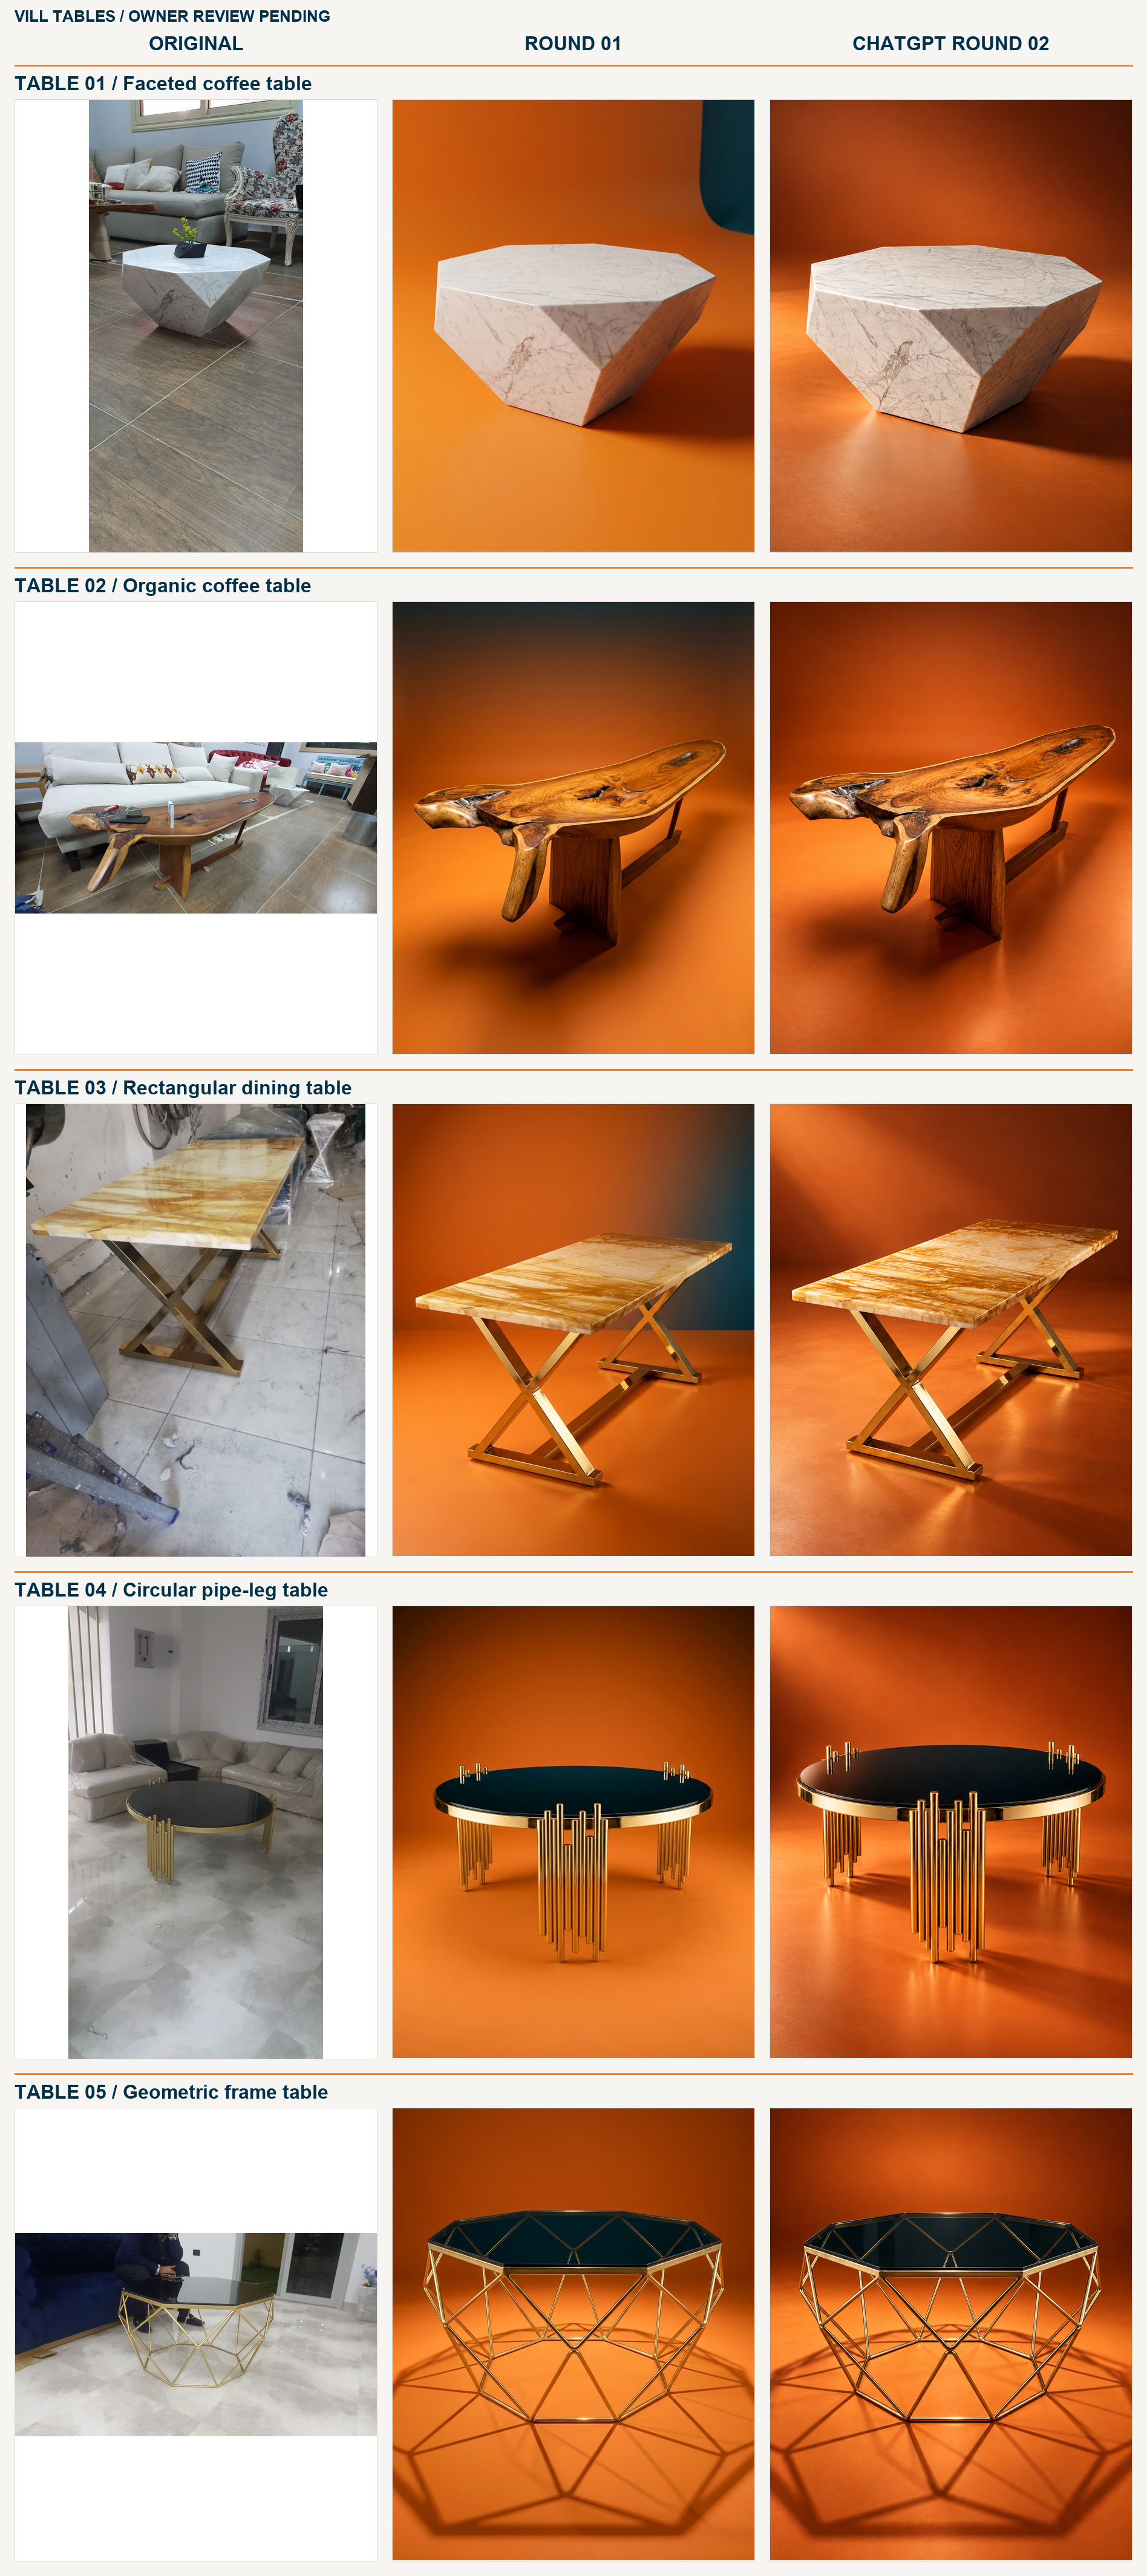 VILL TABLES / OWNER REVIEW PENDING
ORIGINAL
ROUND 01
CHATGPT ROUND 02
TABLE 01 / Faceted coffee table
TABLE 02 / Organic coffee table
TABLE 03 / Rectangular dining table
TABLE 04 / Circular pipe-leg table
TABLE 05 / Geometric frame table